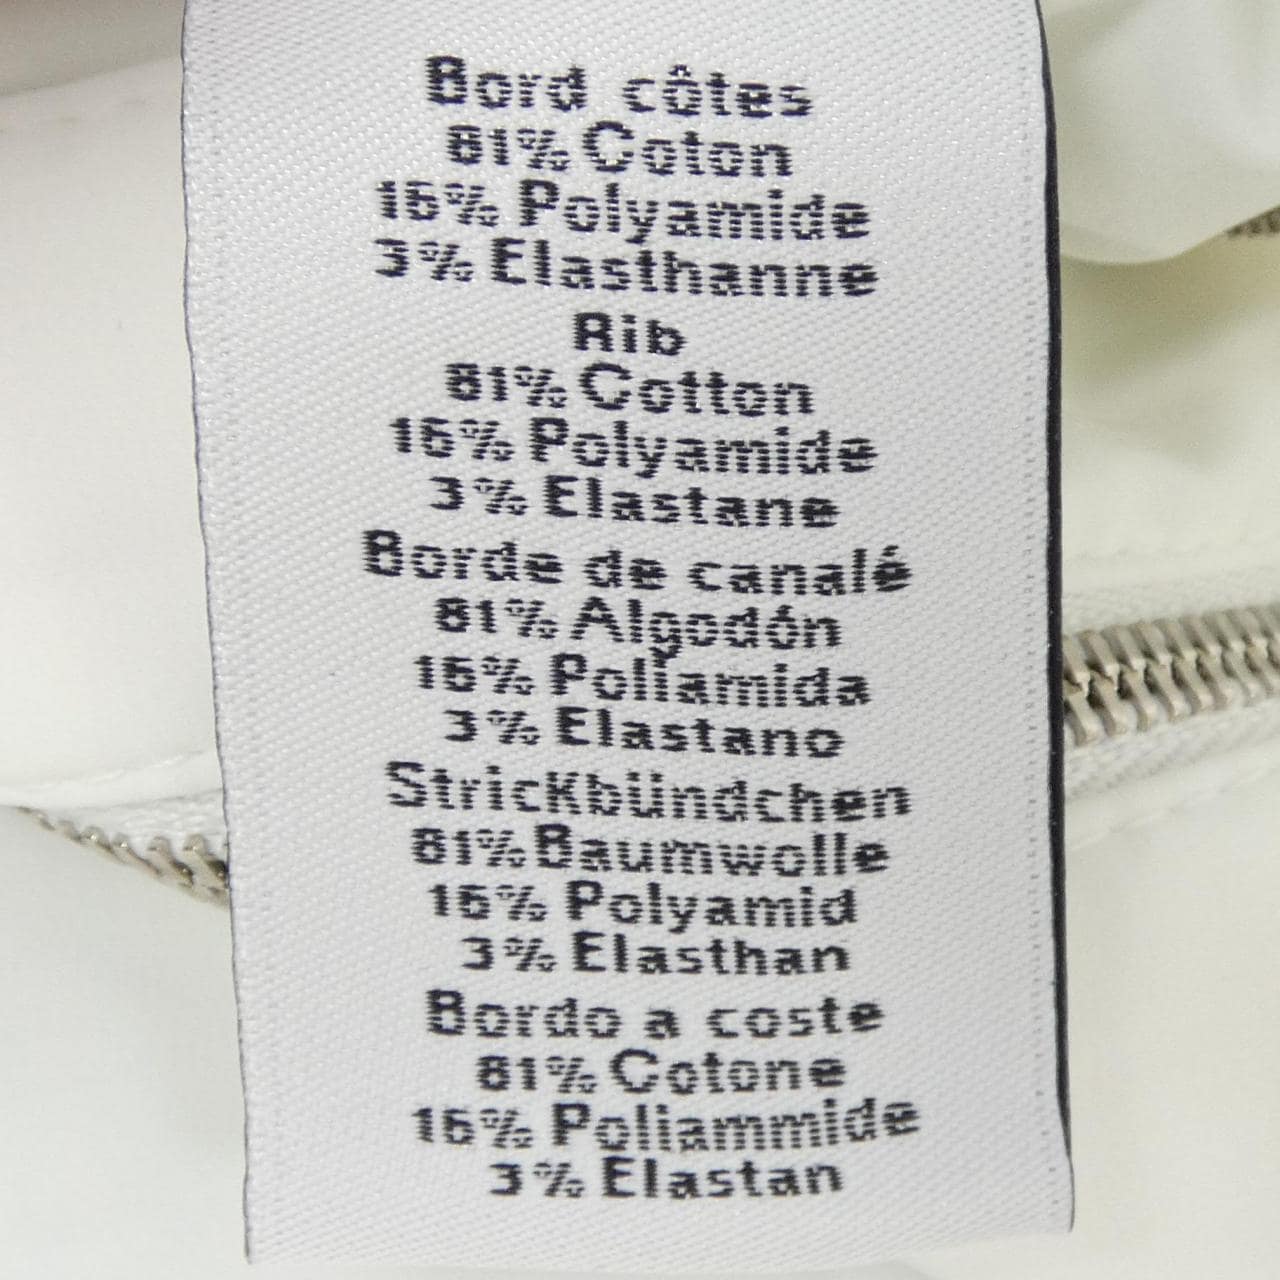 Bord côtes
81% Coton
16% Polyamide
3% Elasthanne
Rib
81% Cotton
16% Polyamide
3% Elastane
Borde de canalé
81% Algodón
16% Poliamida
3% Elastano
Strickbündchen
81% Baumwolle
16% Polyamid
3% Elasthan
Bordo a coste
81% Cotone
16% Poliammide
3% Elastan